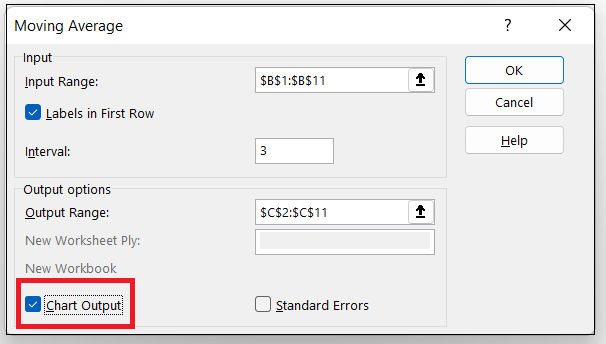 Moving Average ?
Input
Input Range: $B$1:$B$11 OK
Labels in First Row Cancel
Interval: 3 Help
Output options
Output Range: $C$2:$C$11
New Worksheet Ply:
New Workbook
Chart Output Standard Errors